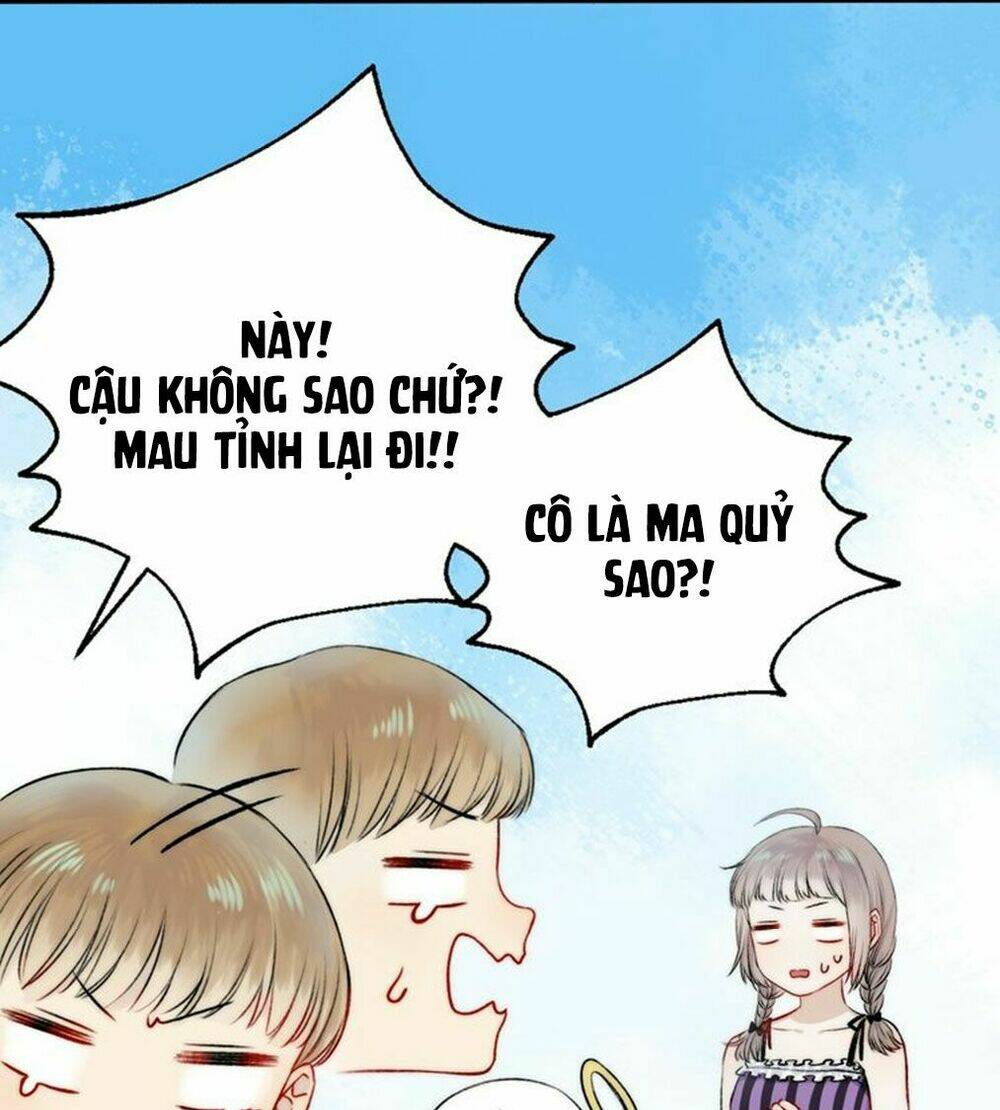 NÀY!
CẬU KHÔNG SAO CHỨ?!
MAU TỈNH LẠI ĐI!!
CÔ LÀ MA QUỶ
SAO?!